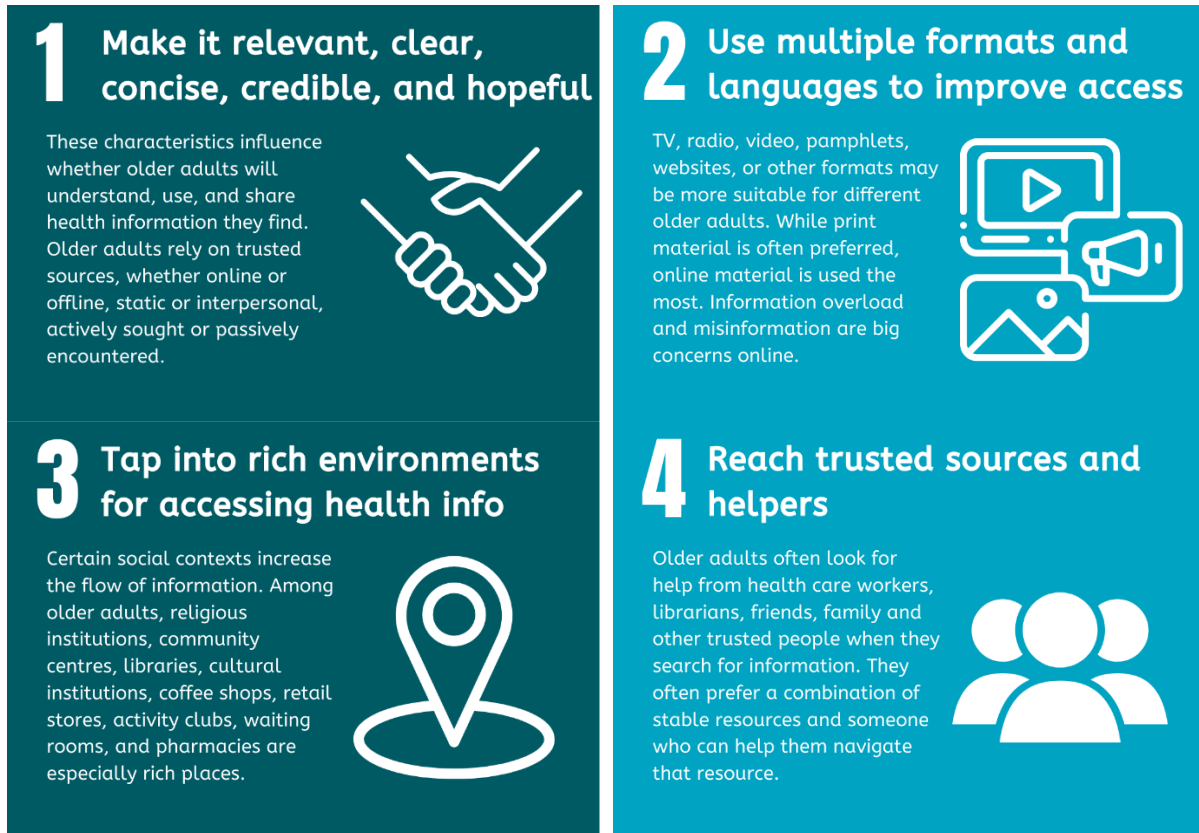 1
Make it relevant, clear,
concise, credible, and hopeful
These characteristics influence
whether older adults will
understand, use, and share
health information they find.
Older adults rely on trusted
sources, whether online or
offline, static or interpersonal,
actively sought or passively
encountered.
2
Use multiple formats and
languages to improve access
TV, radio, video, pamphlets,
websites, or other formats may
be more suitable for different
older adults. While print
material is often preferred,
online material is used the
most. Information overload
and misinformation are big
concerns online.
3
Tap into rich environments
for accessing health info
Certain social contexts increase
the flow of information. Among
older adults, religious
institutions, community
centres, libraries, cultural
institutions, coffee shops, retail
stores, activity clubs, waiting
rooms, and pharmacies are
especially rich places.
4
Reach trusted sources and
helpers
Older adults often look for
help from health care workers,
librarians, friends, family and
other trusted people when they
search for information. They
often prefer a combination of
stable resources and someone
who can help them navigate
that resource.